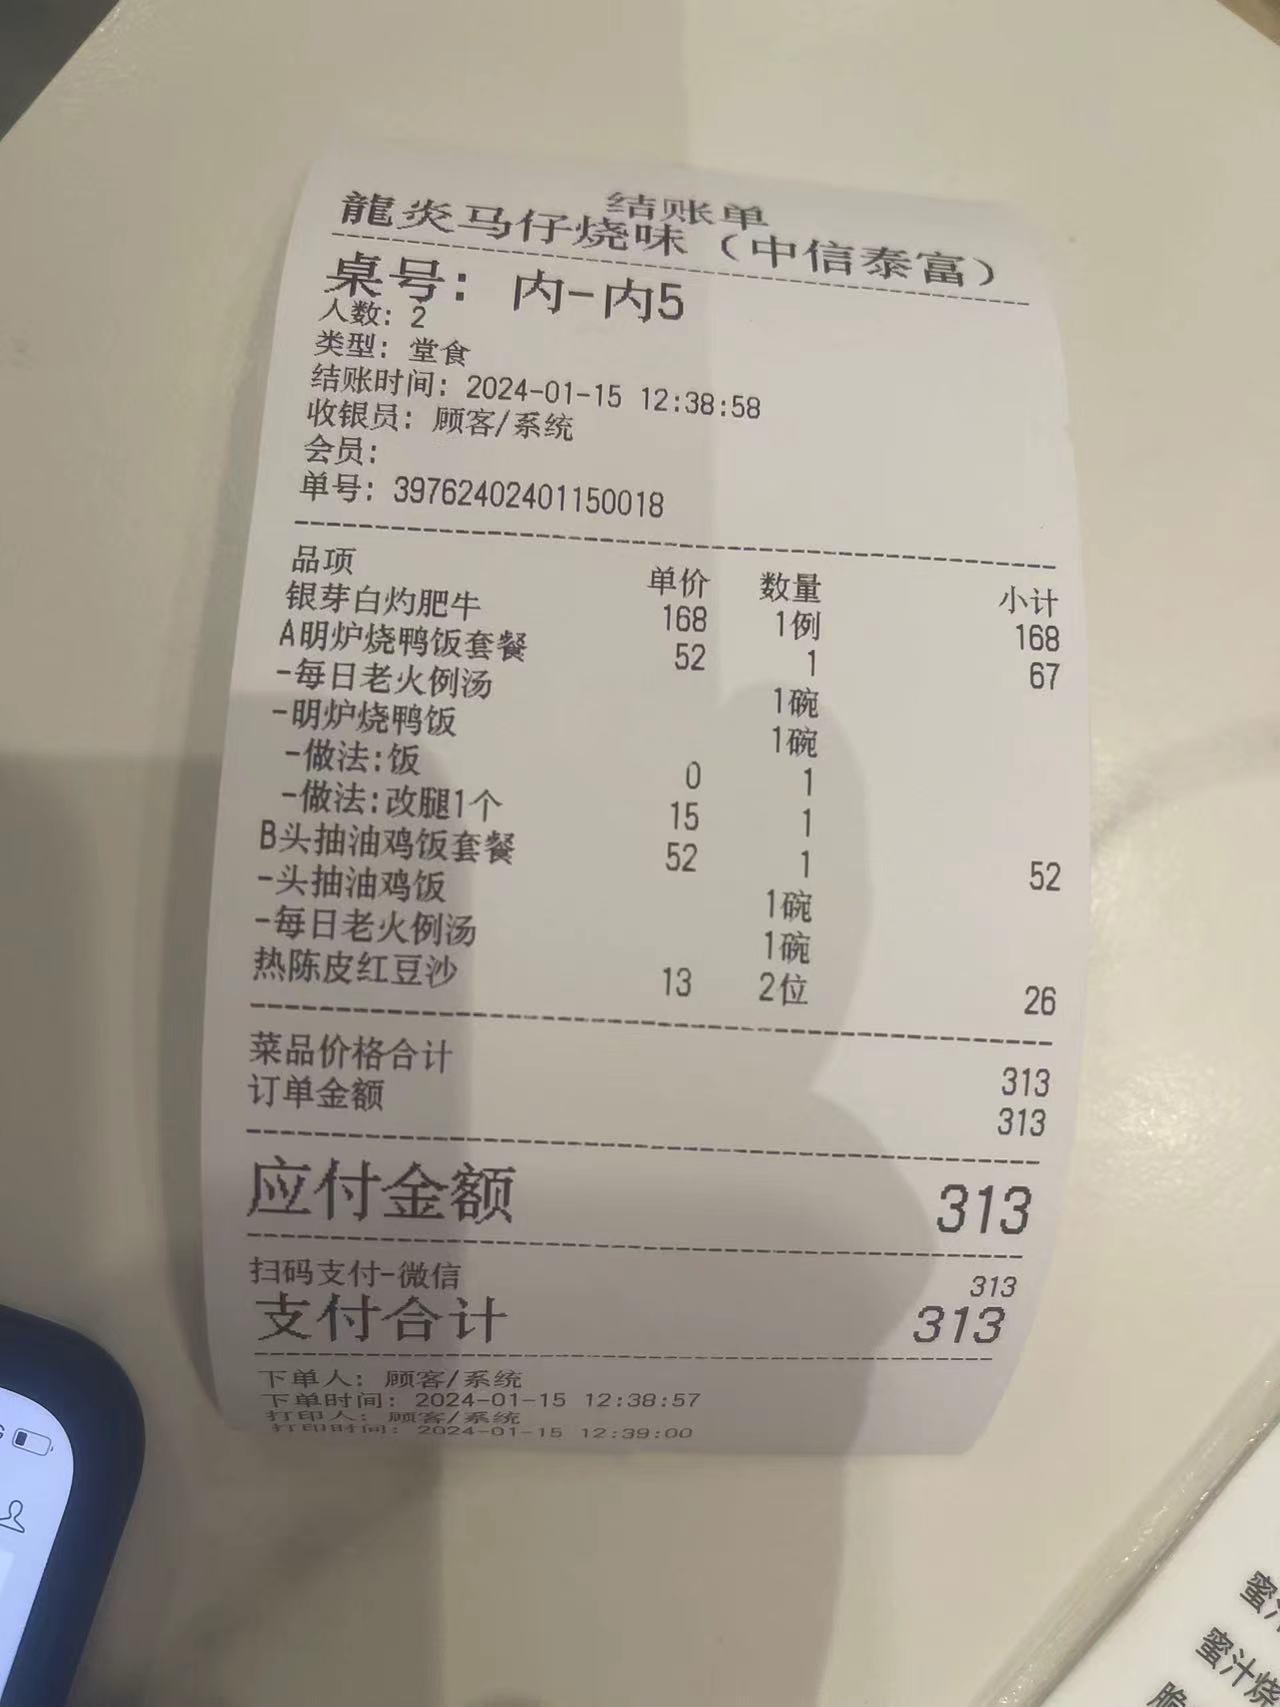 结账单
龍炎马仔烧味（中信泰富）
桌号：内-内5
人数：2
类型：堂食
结账时间：2024-01-15 12:38:58
收银员：顾客/系统
会员：
单号：39762402401150018
品项 单价 数量 小计
银芽白灼肥牛 168 1例 168
A明炉烧鸭饭套餐 52 1 67
-每日老火例汤 1碗
-明炉烧鸭饭 1碗
-做法:饭 0 1
-做法:改腿1个 15 1
B头抽油鸡饭套餐 52 1 52
-头抽油鸡饭 1碗
-每日老火例汤 1碗
热陈皮红豆沙 13 2位 26
菜品价格合计 313
订单金额 313
应付金额 313
扫码支付-微信 313
支付合计 313
下单人：顾客/系统
下单时间：2024-01-15 12:38:57
打印人：顾客/系统
打印时间：2024-01-15 12:39:00
蜜汁
蜜汁烧